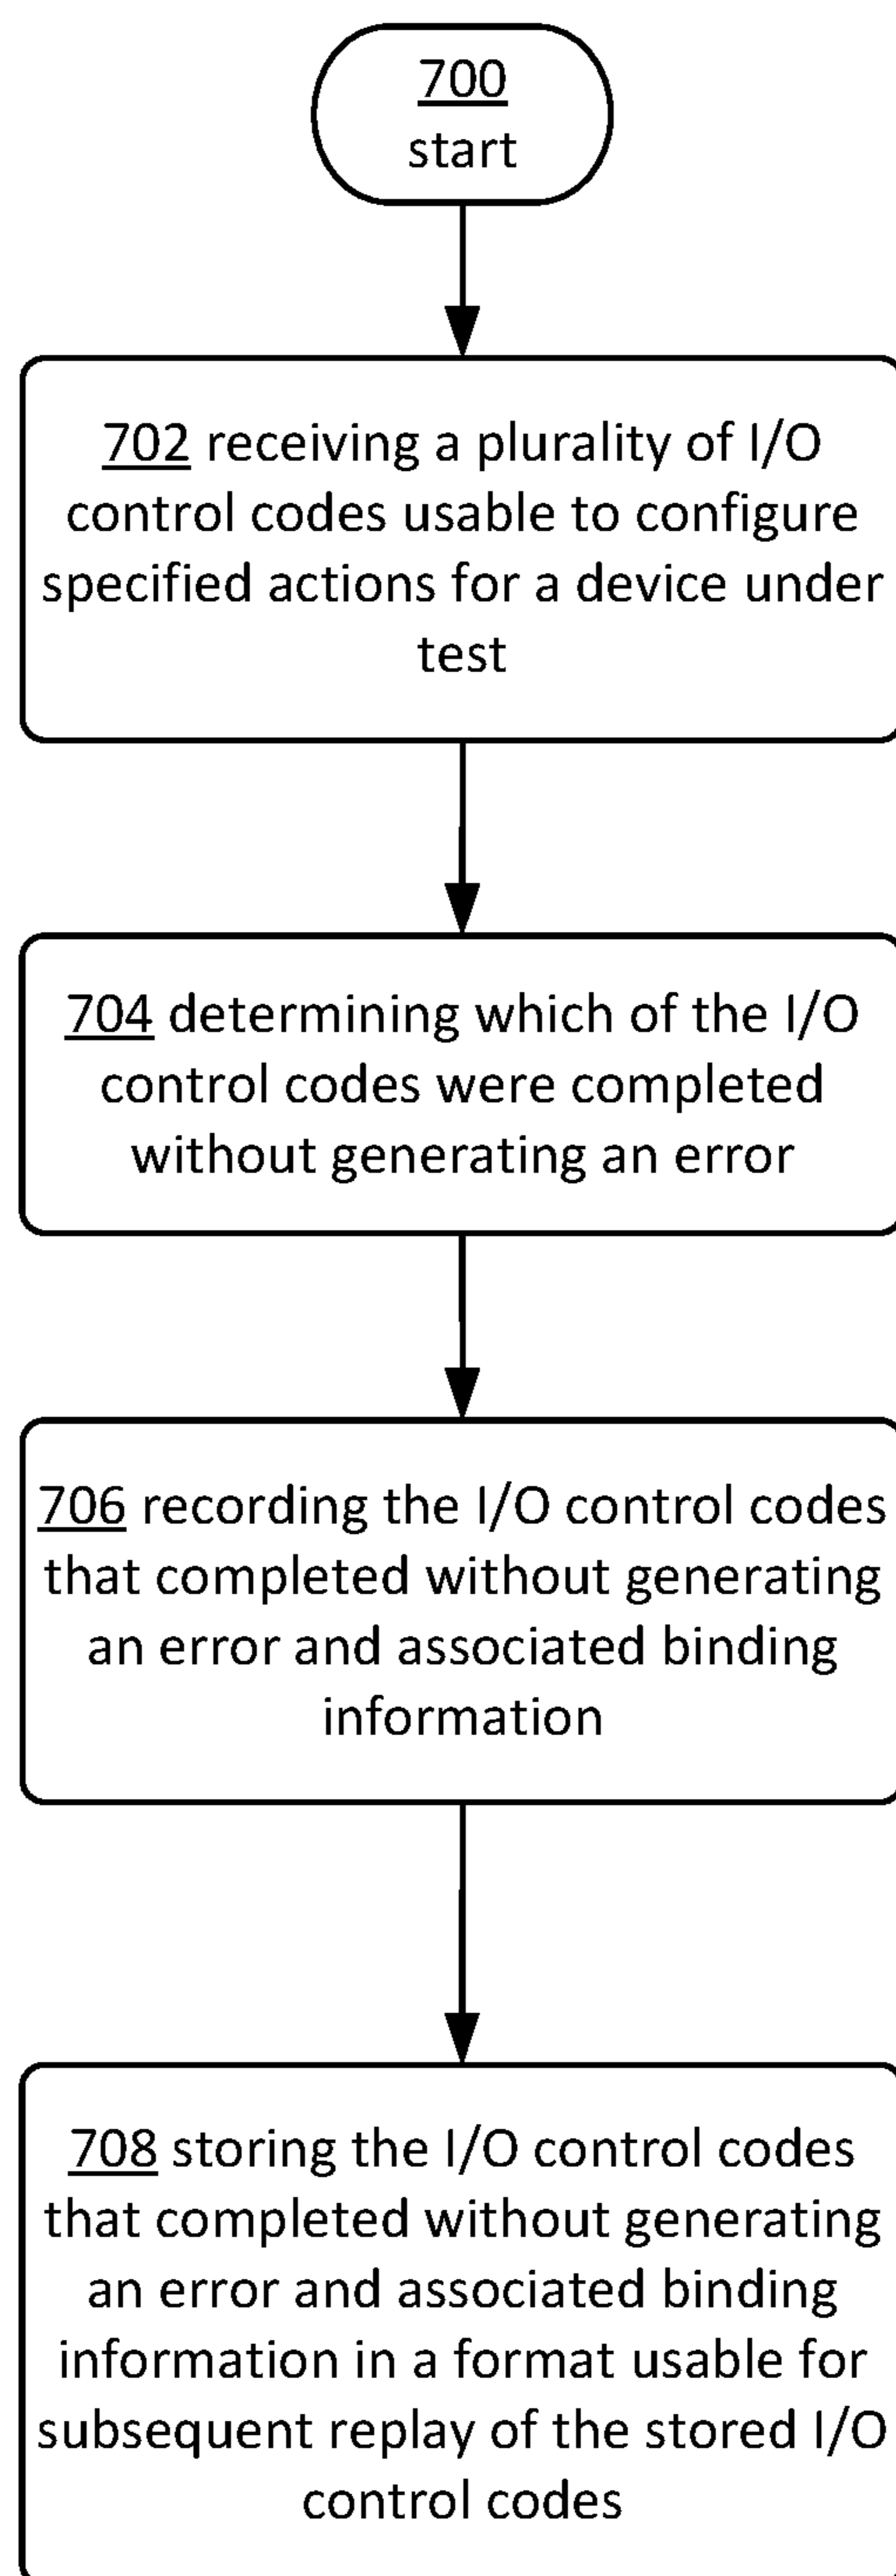 700
start
702 receiving a plurality of I/O
control codes usable to configure
specified actions for a device under
test
704 determining which of the I/O
control codes were completed
without generating an error
706 recording the I/O control codes
that completed without generating
an error and associated binding
information
708 storing the I/O control codes
that completed without generating
an error and associated binding
information in a format usable for
subsequent replay of the stored I/O
control codes